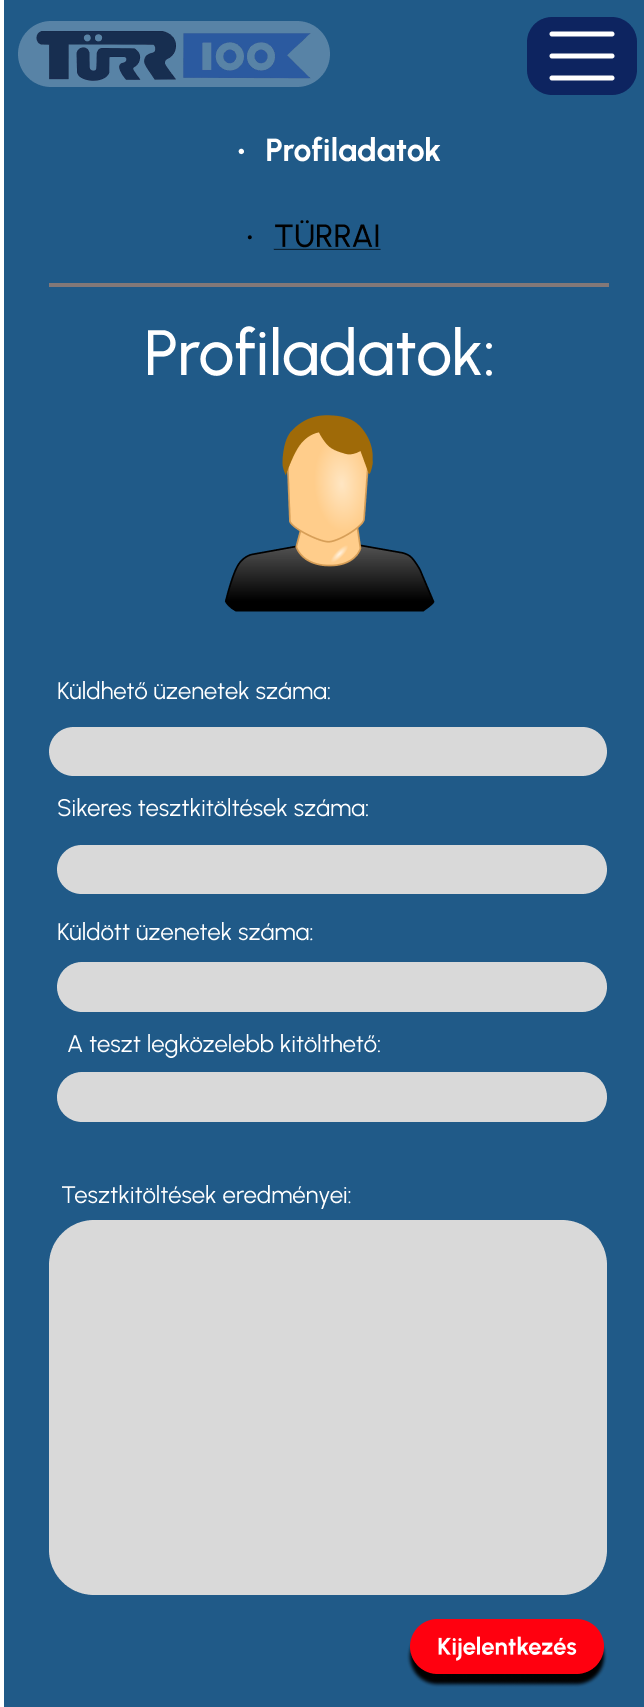 TÜRR 100
• Profiladatok
• TÜRRAI
Profiladatok:
Küldhető üzenetek száma:
Sikeres tesztkitöltések száma:
Küldött üzenetek száma:
A teszt legközelebb kitölthető:
Tesztkitöltések eredményei:
Kijelentkezés